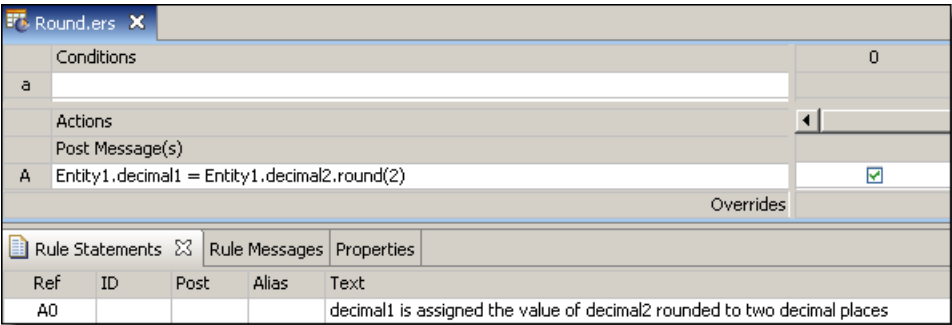 Round.ers
Conditions 0
a
Actions
Post Message(s)
A Entity1.decimal1 = Entity1.decimal2.round(2)
Overrides
Rule Statements Rule Messages Properties
Ref ID Post Alias Text
A0 decimal1 is assigned the value of decimal2 rounded to two decimal places